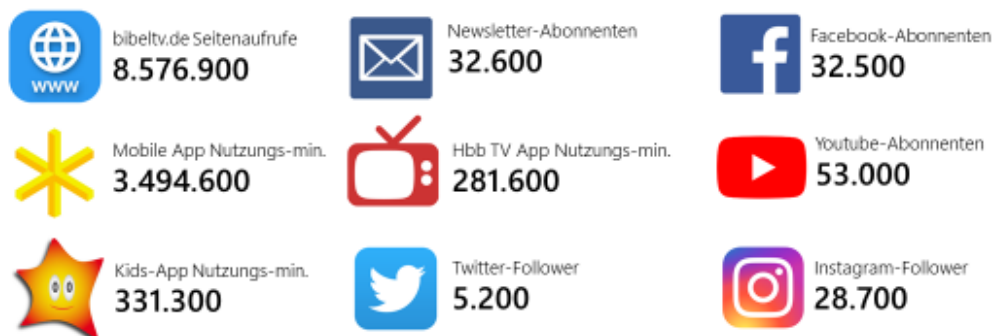 bibeltv.de Seitenaufrufe
8.576.900
www
Newsletter-Abonnenten
32.600
Facebook-Abonnenten
32.500
Mobile App Nutzungs-min.
3.494.600
Hbb TV App Nutzungs-min.
281.600
Youtube-Abonnenten
53.000
Kids-App Nutzungs-min.
331.300
Twitter-Follower
5.200
Instagram-Follower
28.700